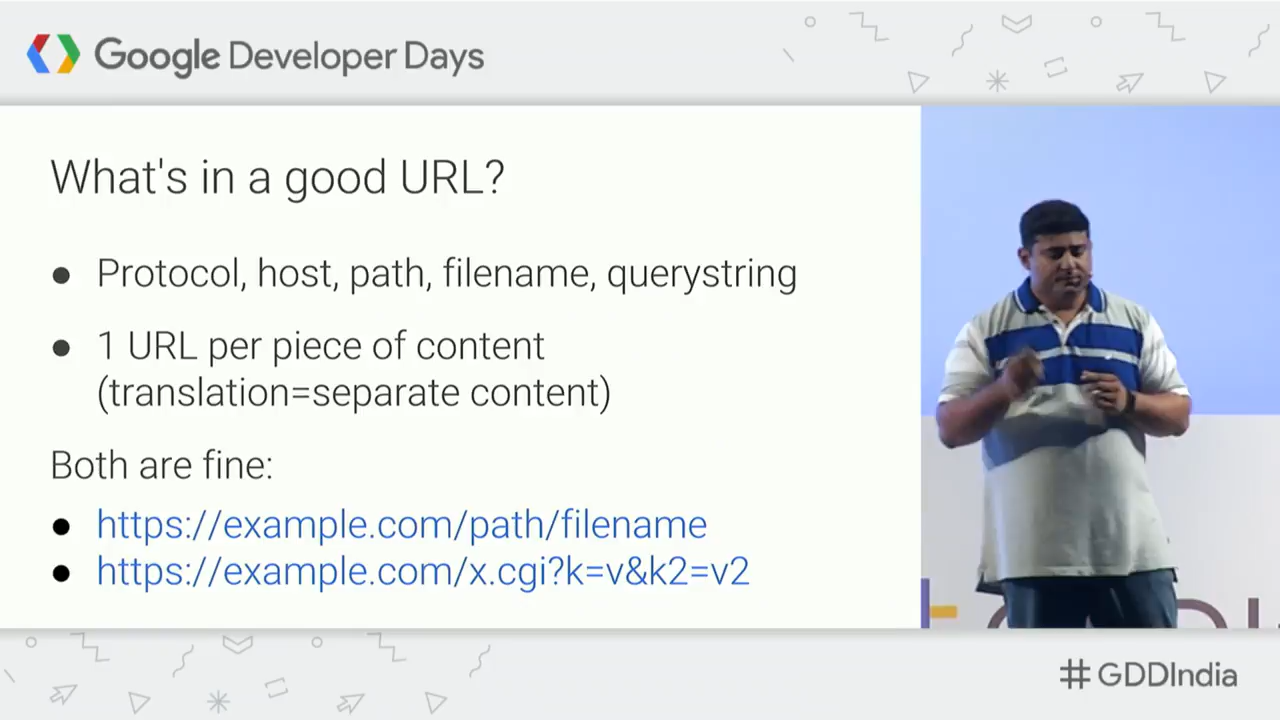 Google Developer Days
What's in a good URL?
● Protocol, host, path, filename, querystring
● 1 URL per piece of content
(translation=separate content)
Both are fine:
● https://example.com/path/filename
● https://example.com/x.cgi?k=v&k2=v2
#GDDIndia